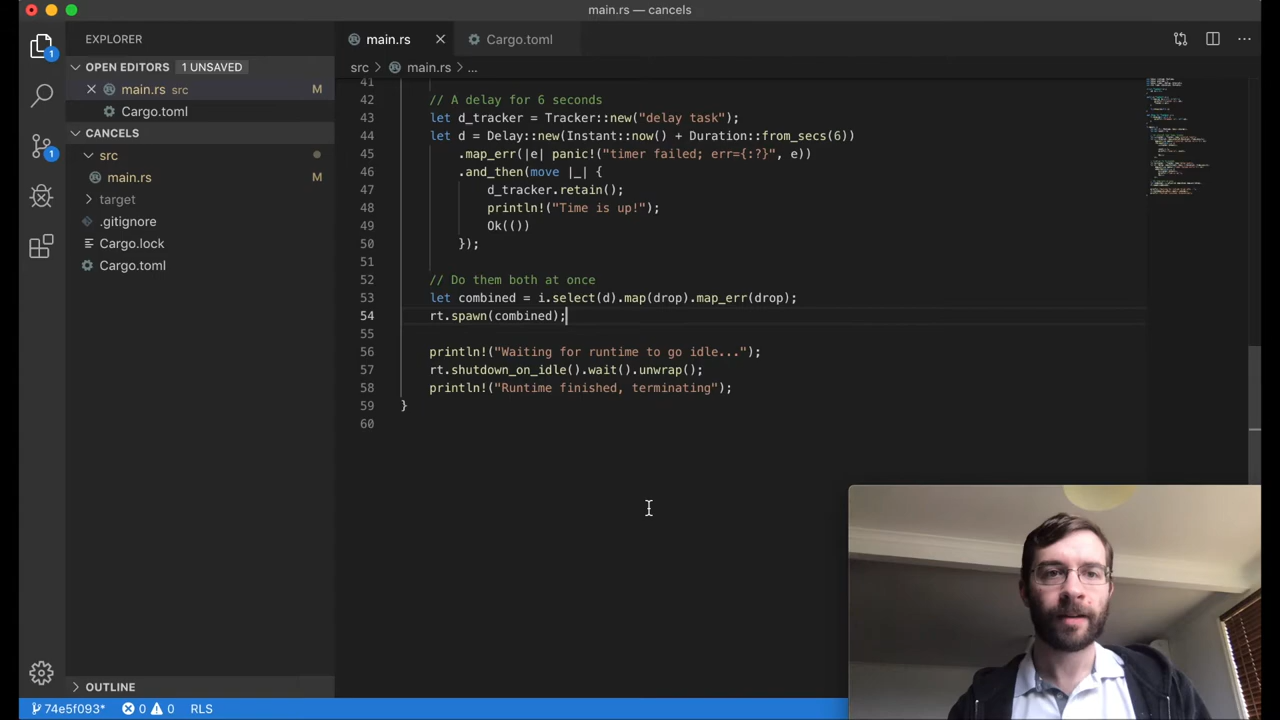 main.rs — cancels
EXPLORER
main.rs
Cargo.toml
OPEN EDITORS
1 UNSAVED
src
main.rs
...
main.rs src
M
Cargo.toml
CANCELS
src
main.rs
M
target
.gitignore
Cargo.lock
Cargo.toml
OUTLINE
1
1
41
42 // A delay for 6 seconds
43 let d_tracker = Tracker::new("delay task");
44 let d = Delay::new(Instant::now() + Duration::from_secs(6))
45 .map_err(|e| panic!("timer failed; err={:?}", e))
46 .and_then(move |_| {
47 d_tracker.retain();
48 println!("Time is up!");
49 Ok(())
50 });
51
52 // Do them both at once
53 let combined = i.select(d).map(drop).map_err(drop);
54 rt.spawn(combined);
55
56 println!("Waiting for runtime to go idle...");
57 rt.shutdown_on_idle().wait().unwrap();
58 println!("Runtime finished, terminating");
59 }
60
74e5f093* 0 0 RLS